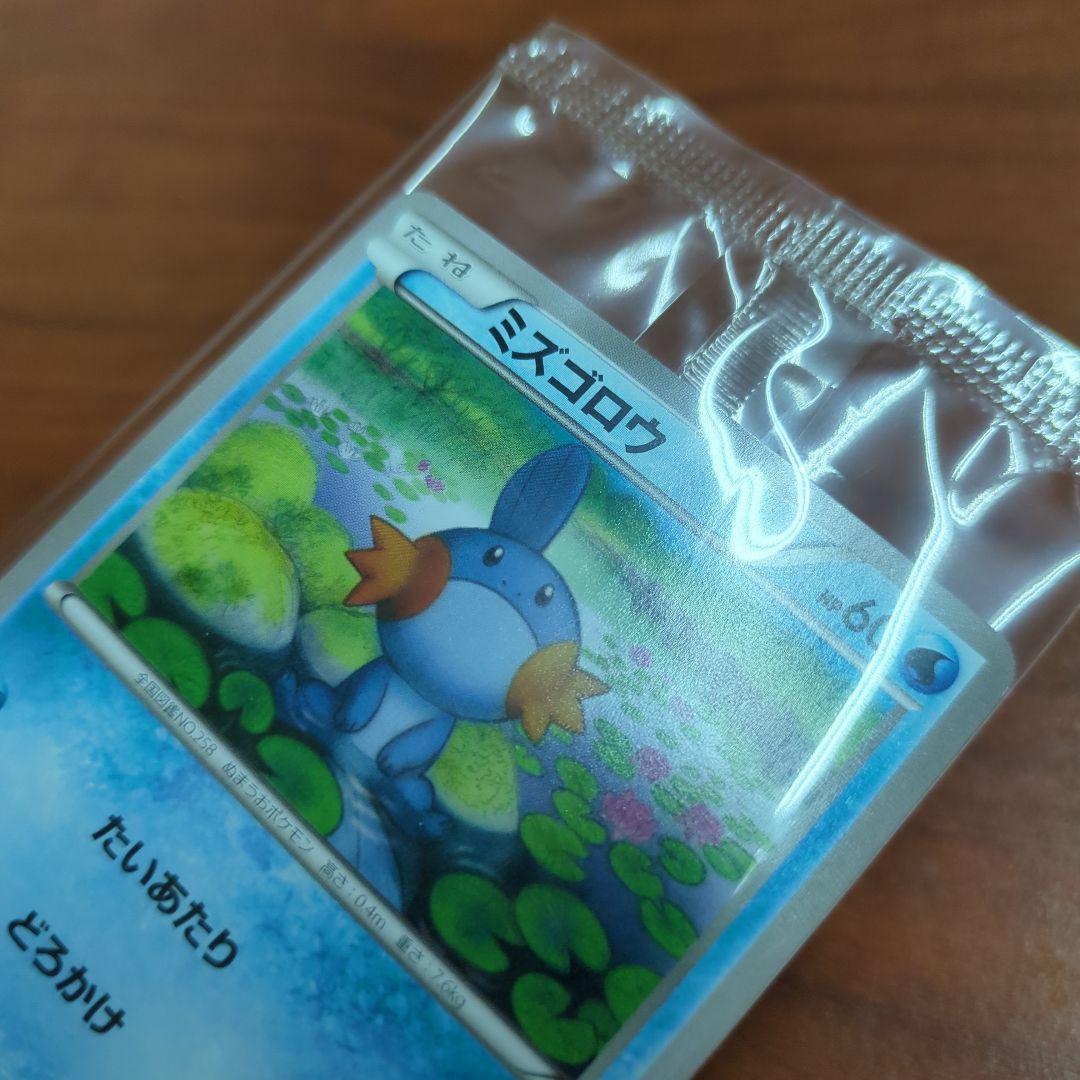 たね
ミズゴロウ
HP60
全国図鑑NO.258 ぬまうおポケモン 高さ:0.4m 重さ:7.6kg
たいあたり
どろかけ